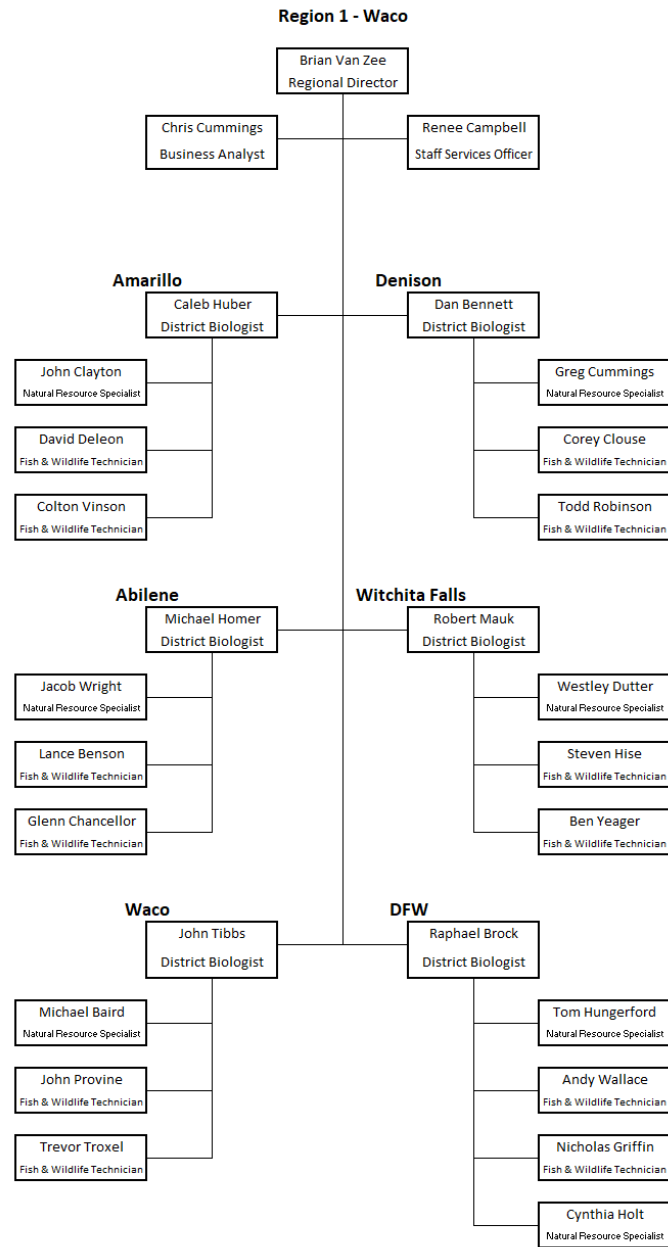 Region 1 - Waco
Brian Van Zee
Regional Director
Chris Cummings
Business Analyst
Renee Campbell
Staff Services Officer
Amarillo
Caleb Huber
District Biologist
John Clayton
Natural Resource Specialist
David Deleon
Fish & Wildlife Technician
Colton Vinson
Fish & Wildlife Technician
Denison
Dan Bennett
District Biologist
Greg Cummings
Natural Resource Specialist
Corey Clouse
Fish & Wildlife Technician
Todd Robinson
Fish & Wildlife Technician
Abilene
Michael Homer
District Biologist
Jacob Wright
Natural Resource Specialist
Lance Benson
Fish & Wildlife Technician
Glenn Chancellor
Fish & Wildlife Technician
Witchita Falls
Robert Mauk
District Biologist
Westley Dutter
Natural Resource Specialist
Steven Hise
Fish & Wildlife Technician
Ben Yeager
Fish & Wildlife Technician
Waco
John Tibbs
District Biologist
Michael Baird
Natural Resource Specialist
John Provine
Fish & Wildlife Technician
Trevor Troxel
Fish & Wildlife Technician
DFW
Raphael Brock
District Biologist
Tom Hungerford
Natural Resource Specialist
Andy Wallace
Fish & Wildlife Technician
Nicholas Griffin
Fish & Wildlife Technician
Cynthia Holt
Natural Resource Specialist